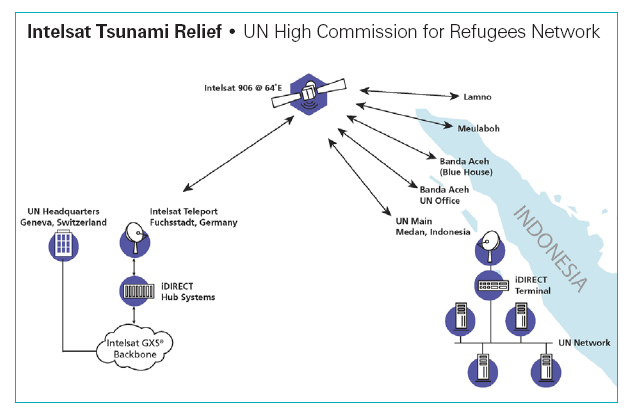 Intelsat Tsunami Relief • UN High Commission for Refugees Network
Intelsat 906 @ 64°E
Lamno
Meulaboh
Banda Aceh
(Blue House)
Banda Aceh
UN Office
UN Main
Medan, Indonesia
INDONESIA
UN Headquarters
Geneva, Switzerland
Intelsat Teleport
Fuchsstadt, Germany
iDIRECT
Hub Systems
Intelsat GXS®
Backbone
iDIRECT
Terminal
UN Network